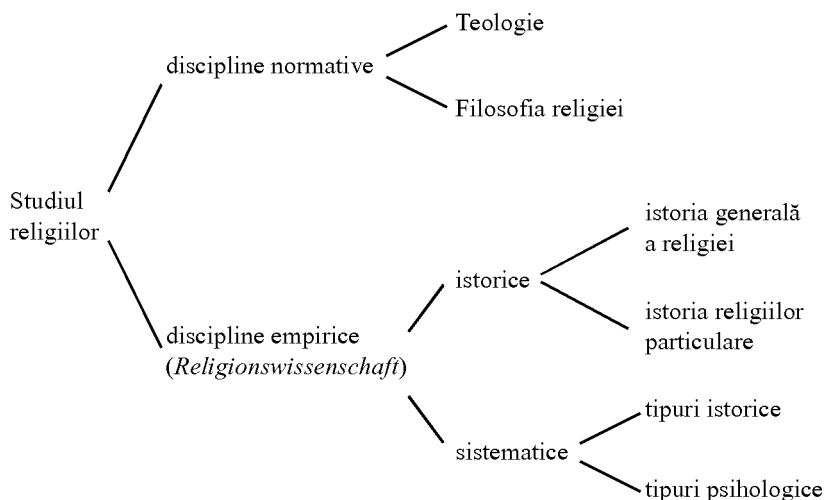 Teologie
discipline normative
Filosofia religiei
Studiul
religiilor
istoria generală
a religiei
istorice
istoria religiilor
particulare
discipline empirice
(Religionswissenschaft)
tipuri istorice
sistematice
tipuri psihologice